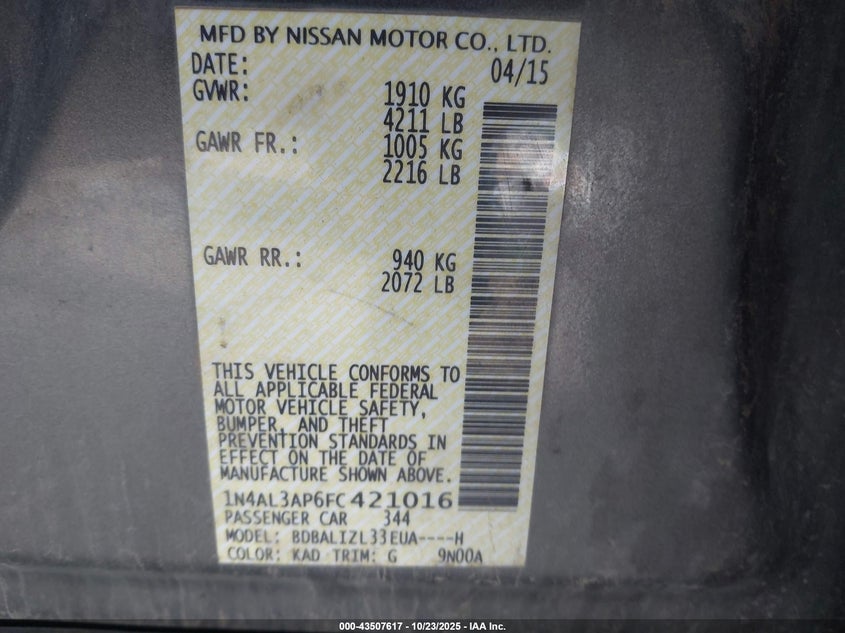 MFD BY NISSAN MOTOR CO., LTD.
DATE: 04/15
GVWR: 1910 KG
4211 LB
GAWR FR.: 1005 KG
2216 LB
GAWR RR.: 940 KG
2072 LB
THIS VEHICLE CONFORMS TO
ALL APPLICABLE FEDERAL
MOTOR VEHICLE SAFETY,
BUMPER, AND THEFT
PREVENTION STANDARDS IN
EFFECT ON THE DATE OF
MANUFACTURE SHOWN ABOVE.
1N4AL3AP6FC421016
PASSENGER CAR 344
MODEL: BDBALIZL33EUA----H
COLOR: KAD TRIM: G 9N00A
000-43507617 - 10/23/2025 - IAA Inc.